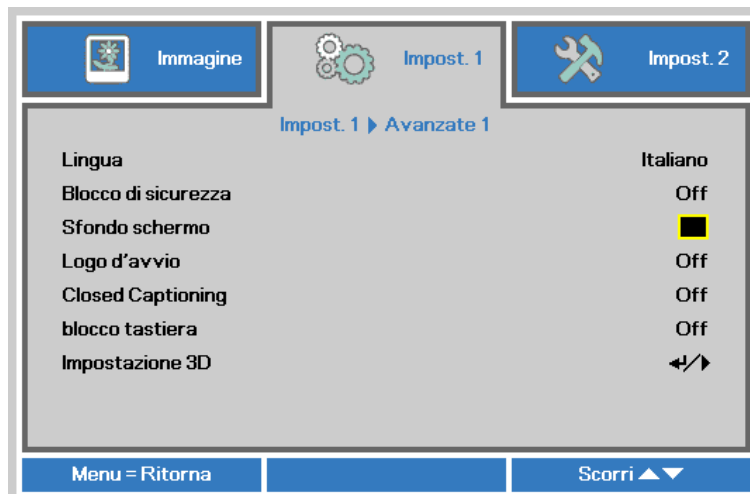 Immagine
Impost. 1
Impost. 2
Impost. 1 ▶ Avanzate 1
Lingua Italiano
Blocco di sicurezza Off
Sfondo schermo
Logo d'avvio Off
Closed Captioning Off
blocco tastiera Off
Impostazione 3D ↵/▶
Menu = Ritorna
Scorri ▲▼